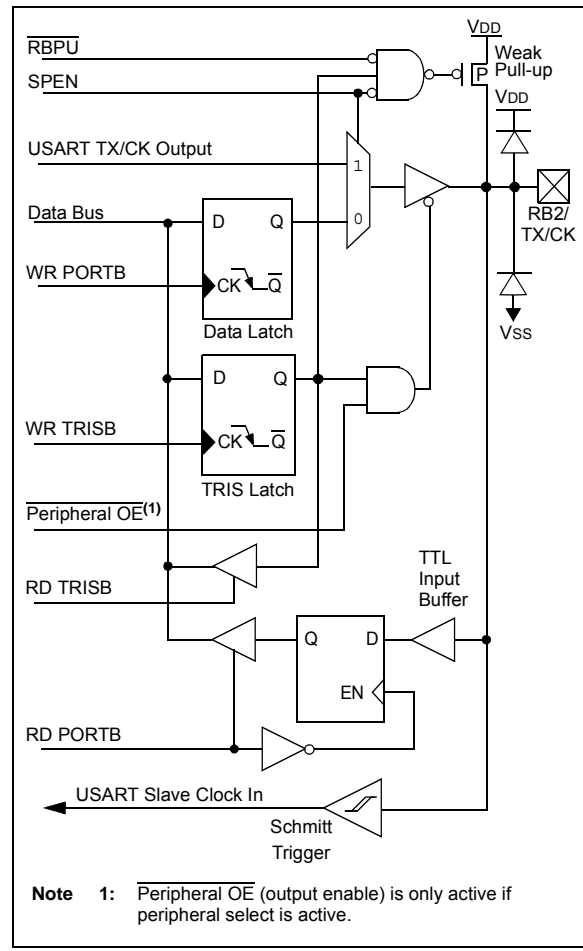 VDD
RBPU
Weak
Pull-up
P
SPEN
VDD
USART TX/CK Output
1
0
Data Bus
D
Q
RB2/
TX/CK
WR PORTB
CK
Q
VSS
Data Latch
D
Q
WR TRISB
CK
Q
TRIS Latch
Peripheral OE(1)
TTL
Input
Buffer
RD TRISB
Q
D
EN
RD PORTB
USART Slave Clock In
Schmitt
Trigger
Note 1: Peripheral OE (output enable) is only active if
peripheral select is active.